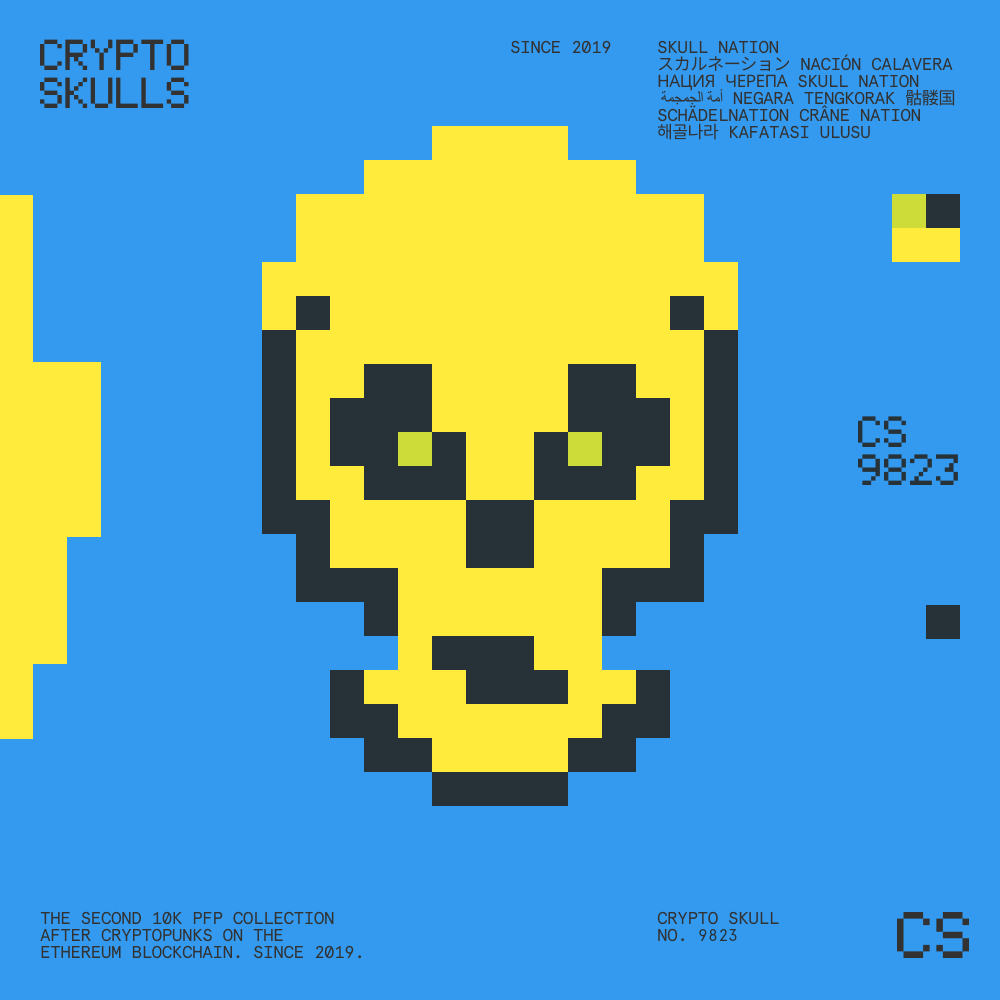 CRYPTO
SKULLS
SINCE 2019
SKULL NATION
スカルネーション NACIÓN CALAVERA
НАЦИЯ ЧЕРЕПА SKULL NATION
أمة الجمجمة NEGARA TENGKORAK 骷髅国
SCHÄDELNATION CRÂNE NATION
해골나라 KAFATASI ULUSU
CS
9823
THE SECOND 10K PFP COLLECTION
AFTER CRYPTOPUNKS ON THE
ETHEREUM BLOCKCHAIN. SINCE 2019.
CRYPTO SKULL
NO. 9823
CS